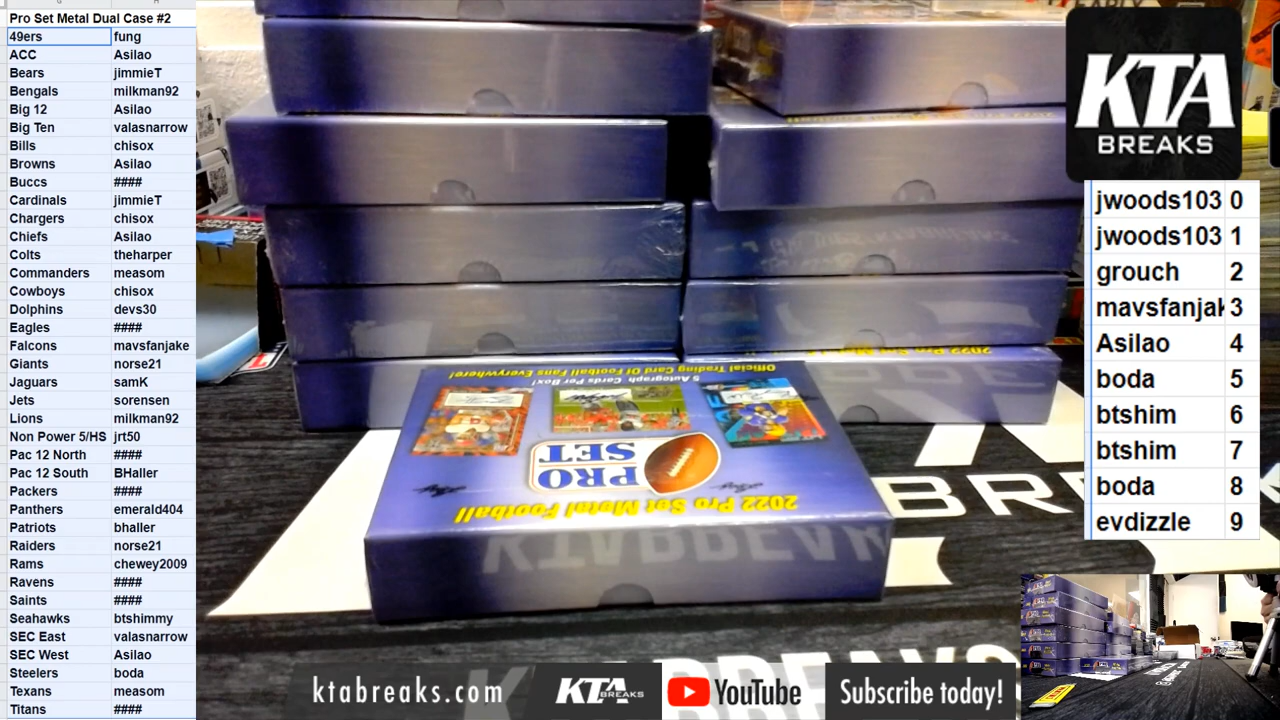 Pro Set Metal Dual Case #2
49ers fung
ACC Asilao
Bears jimmieT
Bengals milkman92
Big 12 Asilao
Big Ten valasnarrow
Bills chisox
Browns Asilao
Buccs ####
Cardinals jimmieT
Chargers chisox
Chiefs Asilao
Colts theharper
Commanders measom
Cowboys chisox
Dolphins devs30
Eagles ####
Falcons mavsfanjake
Giants norse21
Jaguars samK
Jets sorensen
Lions milkman92
Non Power 5/HS jrt50
Pac 12 North ####
Pac 12 South BHaller
Packers ####
Panthers emerald404
Patriots bhaller
Raiders norse21
Rams chewey2009
Ravens ####
Saints ####
Seahawks btshimmy
SEC East valasnarrow
SEC West Asilao
Steelers boda
Texans measom
Titans ####
2022 Pro Set Metal Football
PRO
SET
5 Autograph Cards Per Box!
Official Trading Card Of Football Fans Everywhere!
KTABREAK
KTA
BREAKS
jwoods103 0
jwoods103 1
grouch 2
mavsfanjak 3
Asilao 4
boda 5
btshim 6
btshim 7
boda 8
evdizzle 9
ktabreaks.com
KTA
BREAKS
YouTube
Subscribe today!